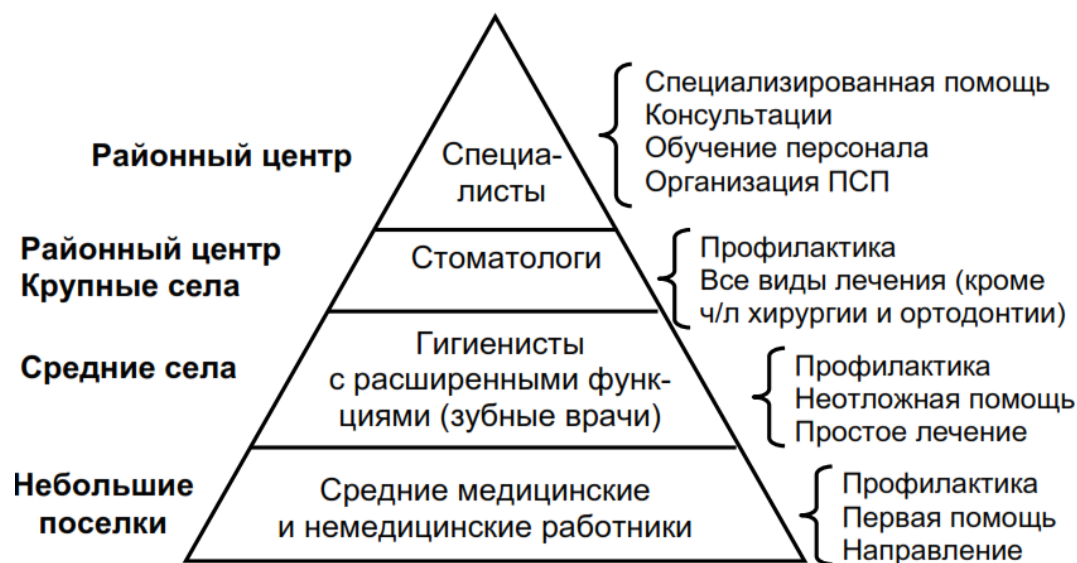 Районный центр
Специа-
листы
Специализированная помощь
Консультации
Обучение персонала
Организация ПСП
Районный центр
Крупные села
Стоматологи
Профилактика
Все виды лечения (кроме
ч/л хирургии и ортодонтии)
Средние села
Гигиенисты
с расширенными функ-
циями (зубные врачи)
Профилактика
Неотложная помощь
Простое лечение
Небольшие
поселки
Средние медицинские
и немедицинские работники
Профилактика
Первая помощь
Направление